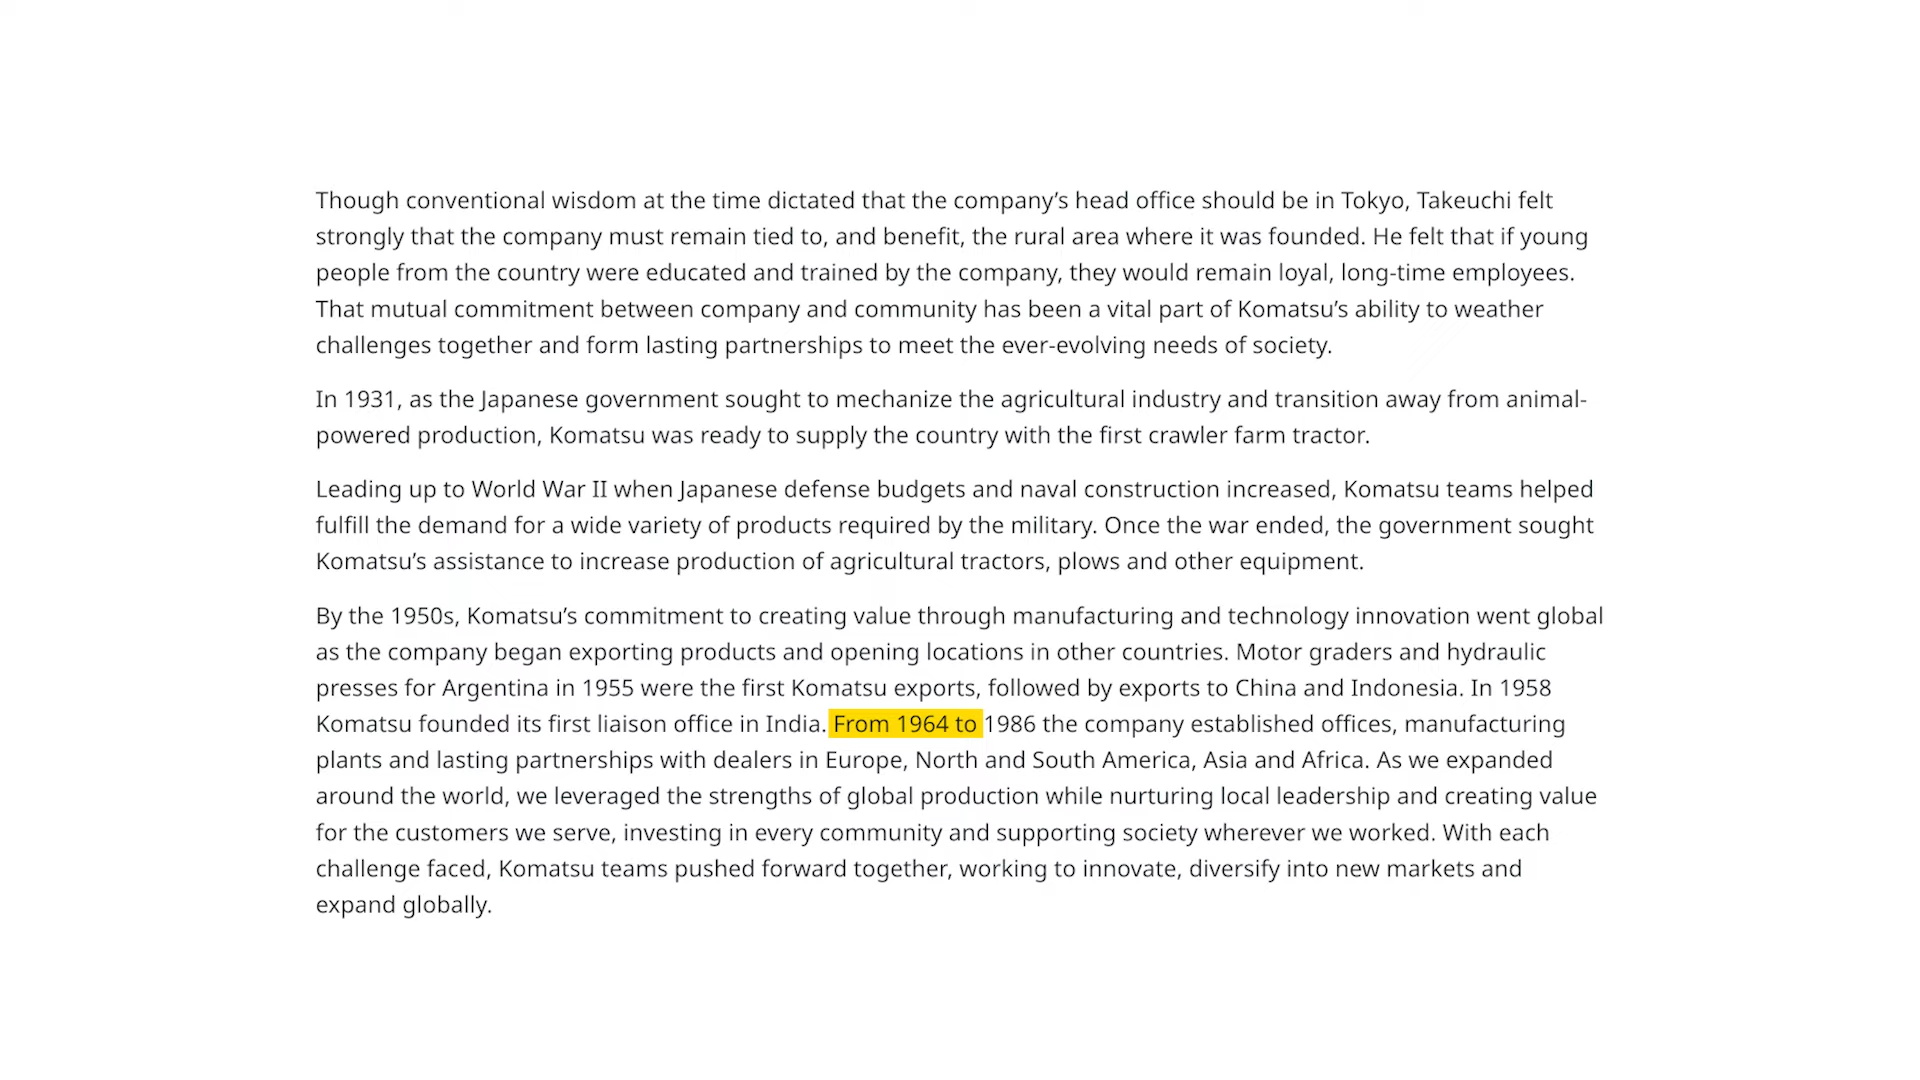 Though conventional wisdom at the time dictated that the company’s head office should be in Tokyo, Takeuchi felt
strongly that the company must remain tied to, and benefit, the rural area where it was founded. He felt that if young
people from the country were educated and trained by the company, they would remain loyal, long-time employees.
That mutual commitment between company and community has been a vital part of Komatsu’s ability to weather
challenges together and form lasting partnerships to meet the ever-evolving needs of society.
In 1931, as the Japanese government sought to mechanize the agricultural industry and transition away from animal-
powered production, Komatsu was ready to supply the country with the first crawler farm tractor.
Leading up to World War II when Japanese defense budgets and naval construction increased, Komatsu teams helped
fulfill the demand for a wide variety of products required by the military. Once the war ended, the government sought
Komatsu’s assistance to increase production of agricultural tractors, plows and other equipment.
By the 1950s, Komatsu’s commitment to creating value through manufacturing and technology innovation went global
as the company began exporting products and opening locations in other countries. Motor graders and hydraulic
presses for Argentina in 1955 were the first Komatsu exports, followed by exports to China and Indonesia. In 1958
Komatsu founded its first liaison office in India. From 1964 to 1986 the company established offices, manufacturing
plants and lasting partnerships with dealers in Europe, North and South America, Asia and Africa. As we expanded
around the world, we leveraged the strengths of global production while nurturing local leadership and creating value
for the customers we serve, investing in every community and supporting society wherever we worked. With each
challenge faced, Komatsu teams pushed forward together, working to innovate, diversify into new markets and
expand globally.